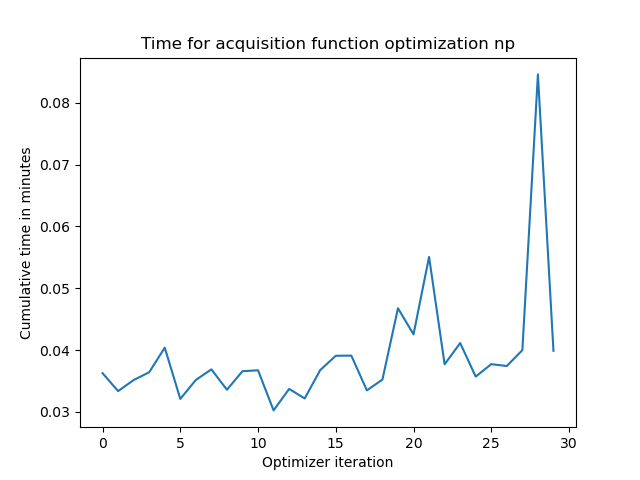 Time for acquisition function optimization np
Cumulative time in minutes
0.08
0.07
0.06
0.05
0.04
0.03
0 5 10 15 20 25 30
Optimizer iteration